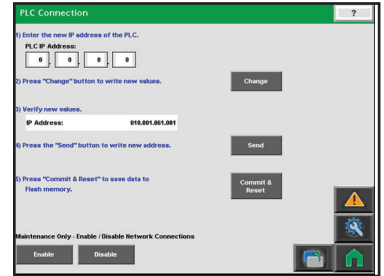 PLC Connection
?
1) Enter the new IP address of the PLC.
PLC IP Address:
0 . 0 . 0 . 0
2) Press "Change" button to write new values.
Change
3) Verify new values.
IP Address: 010.001.061.001
4) Press the "Send" button to write new address.
Send
5) Press "Commit & Reset" to save data to
Flash memory.
Commit &
Reset
Maintenance Only - Enable / Disable Network Connections
Enable
Disable